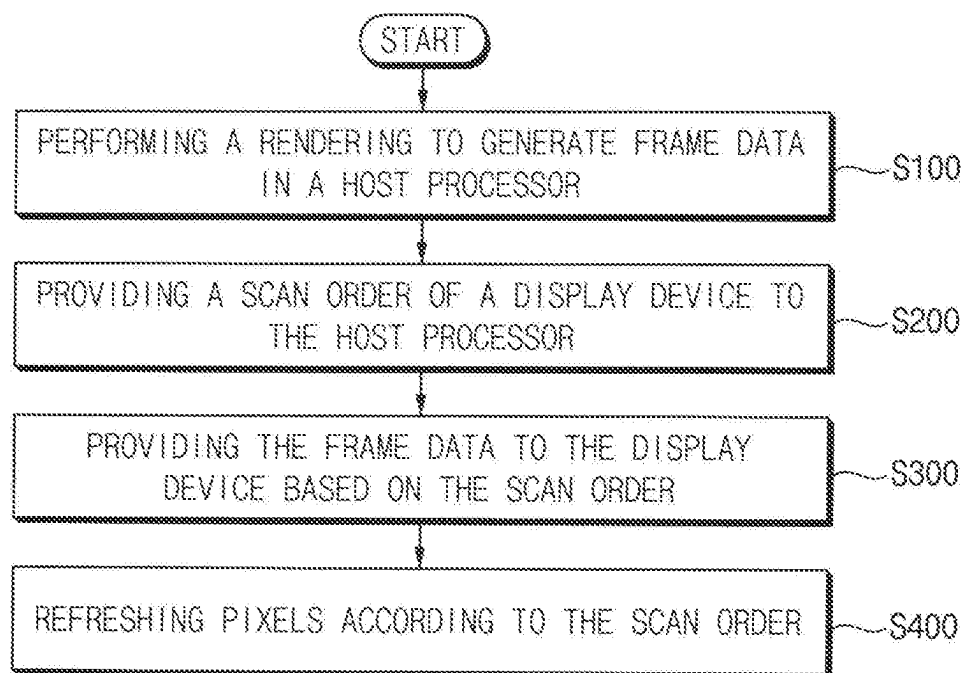 START
PERFORMING A RENDERING TO GENERATE FRAME DATA
IN A HOST PROCESSOR
S100
PROVIDING A SCAN ORDER OF A DISPLAY DEVICE TO
THE HOST PROCESSOR
S200
PROVIDING THE FRAME DATA TO THE DISPLAY
DEVICE BASED ON THE SCAN ORDER
S300
REFRESHING PIXELS ACCORDING TO THE SCAN ORDER
S400